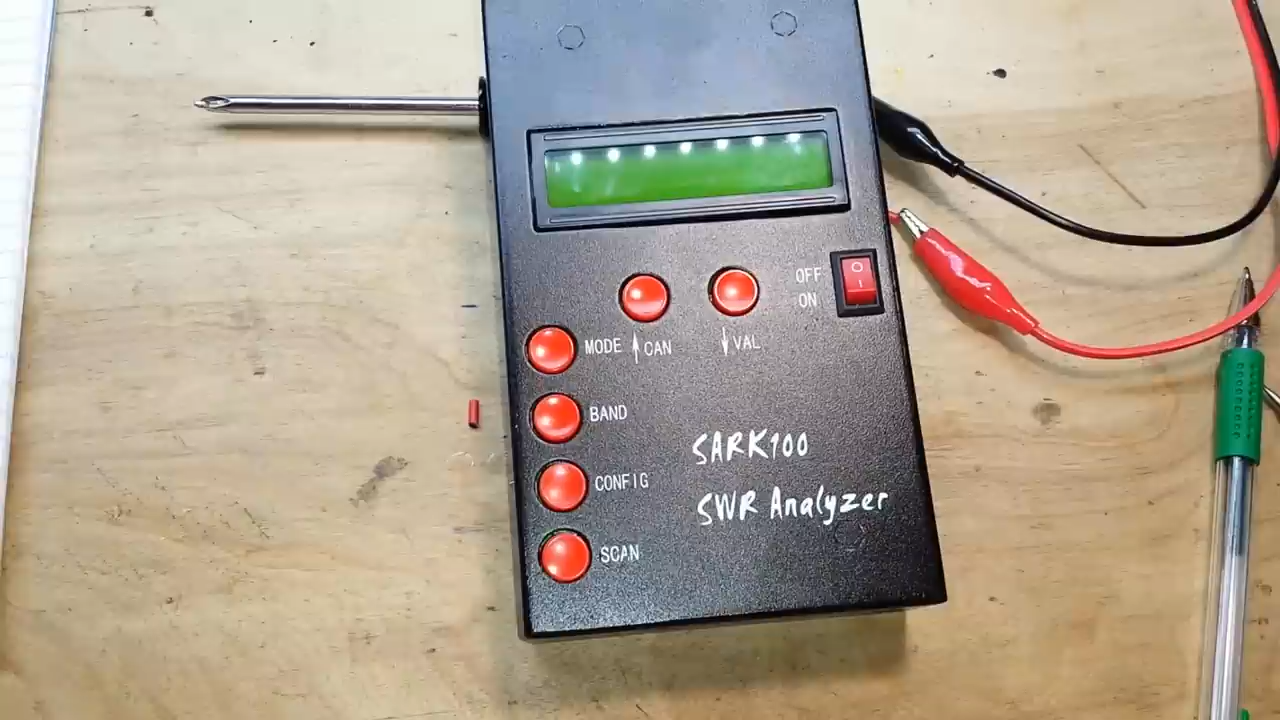 OFF
ON
MODE ↑CAN ↓VAL
BAND
CONFIG
SCAN
SARK100
SWR Analyzer